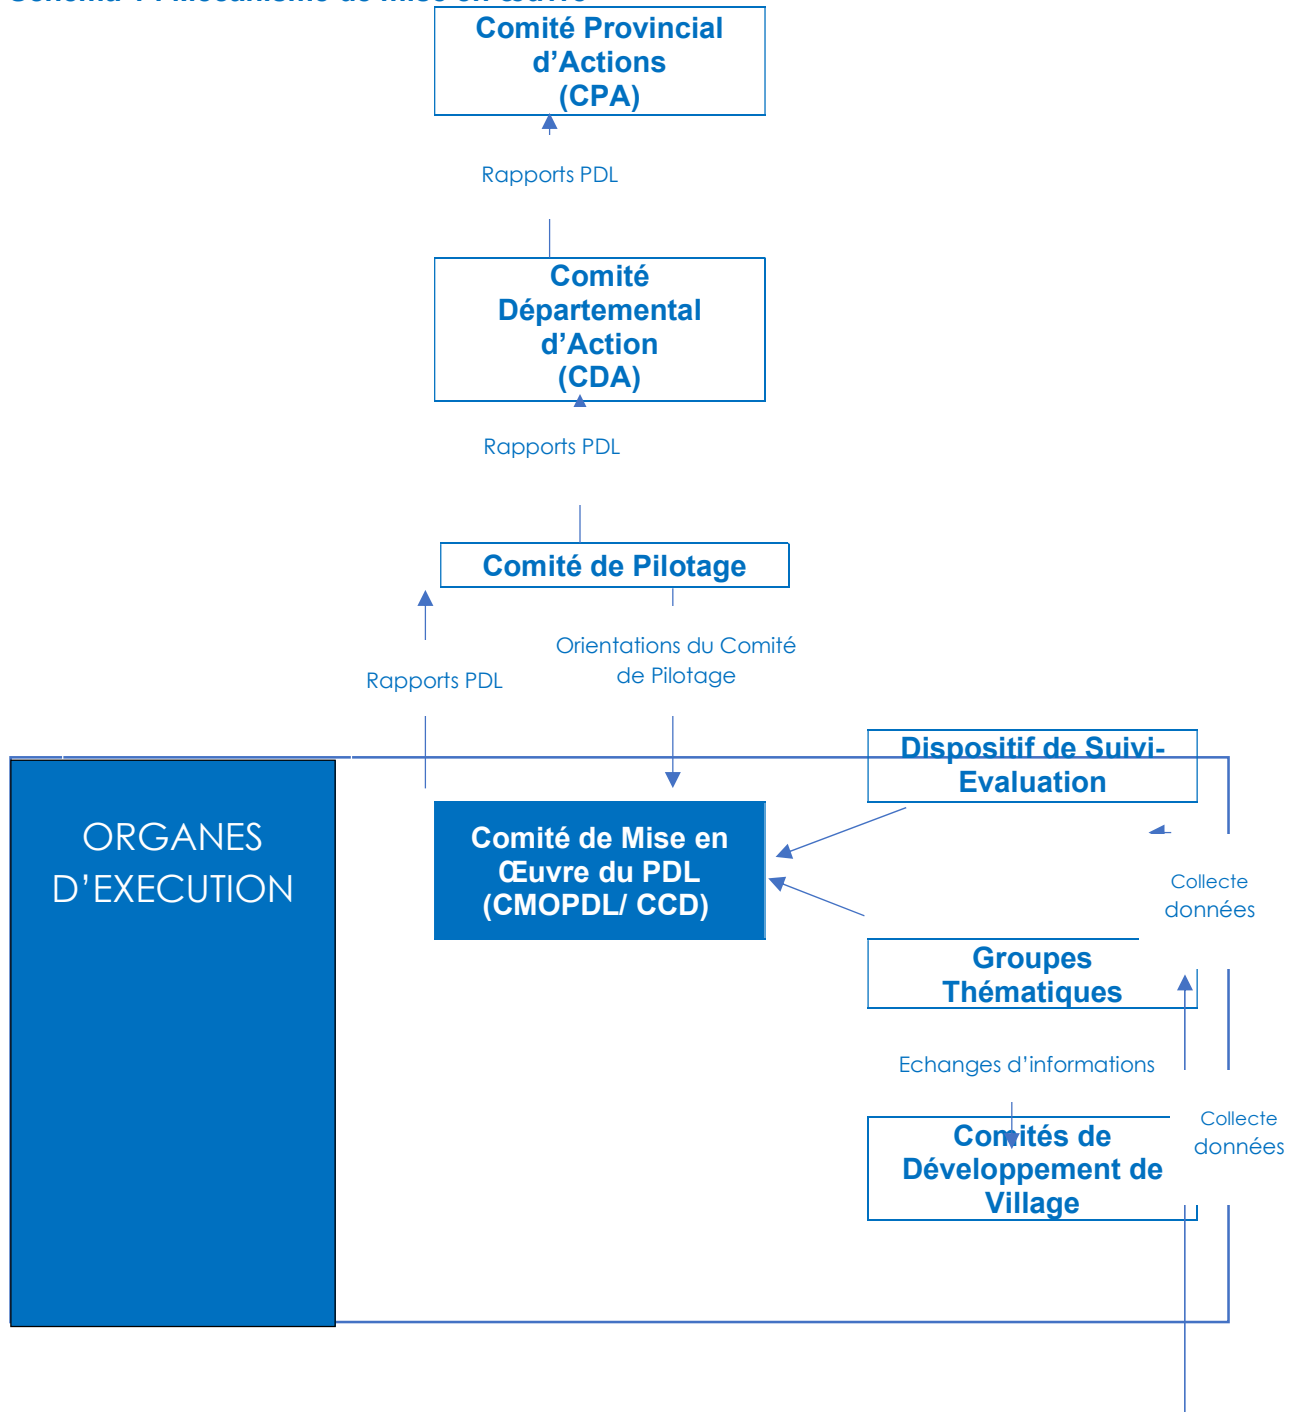 Comité Provincial
d’Actions
(CPA)
Rapports PDL
Comité
Départemental
d’Action
(CDA)
Rapports PDL
Comité de Pilotage
Orientations du Comité
de Pilotage
Rapports PDL
Dispositif de Suivi-
Evaluation
ORGANES
D’EXECUTION
Comité de Mise en
Œuvre du PDL
(CMOPDL/ CCD)
Collecte
données
Groupes
Thématiques
Echanges d’informations
Collecte
données
Comités de
Développement de
Village